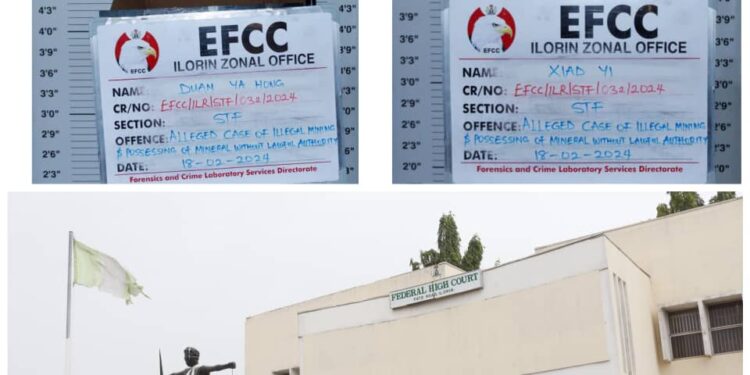 EFCC
ILORIN ZONAL OFFICE
EFCC
NAME: DUAN YA HONG
CR/NO: EFCC/ILR/STF/032/2024
SECTION: STF
OFFENCE: ALLEGED CASE OF ILLEGAL MINING
& POSSESSING OF MINERAL WITHOUT LAWFUL AUTHORITY
DATE: 18-02-2024
Forensics and Crime Laboratory Services Directorate
EFCC
ILORIN ZONAL OFFICE
EFCC
NAME: XIAO YI
CR/NO: EFCC/ILR/STF/032/2024
SECTION: STF
OFFENCE: ALLEGED CASE OF ILLEGAL MINING
& POSSESSING OF MINERAL WITHOUT LAWFUL AUTHORITY
DATE: 18-02-2024
Forensics and Crime Laboratory Services Directorate
FEDERAL HIGH COURT